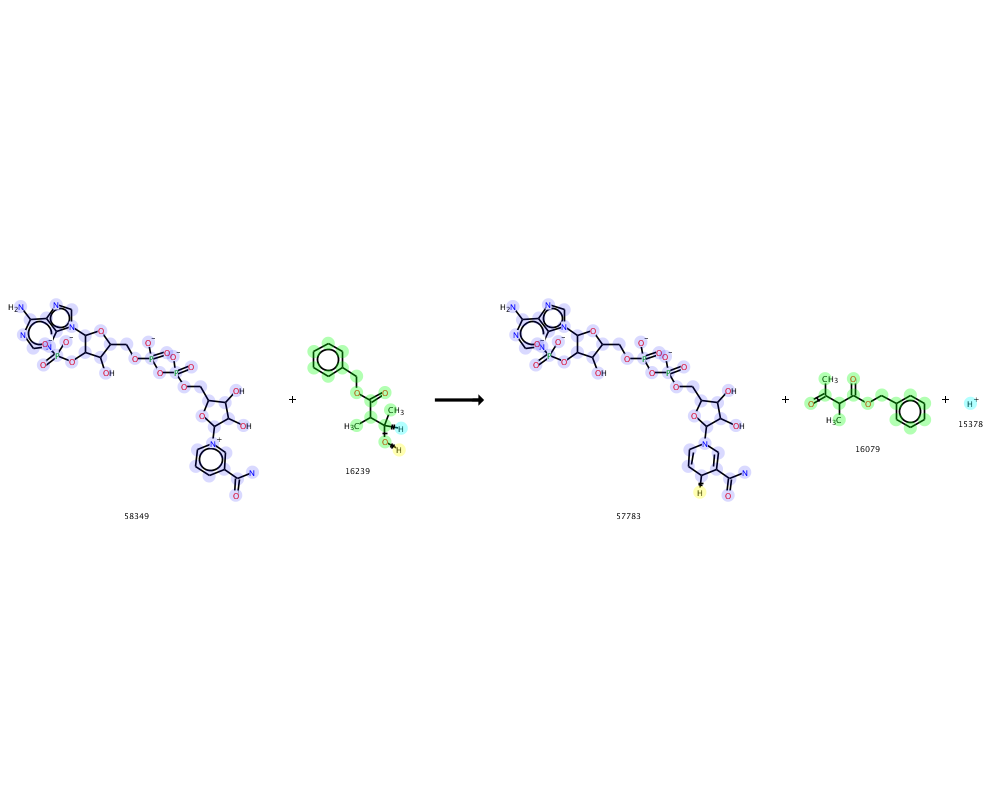 H2N N N N N O O- O- O O- O- O O P O O P O O P O O OH OH O OH N+ N O
58349
+
O O CH3 H3C H O H
16239
H2N N N N N O O- O- O O- O- O O P O O P O O P O O OH OH O OH N N O H
57783
+
CH3 O O O H3C
16079
+
H+
15378